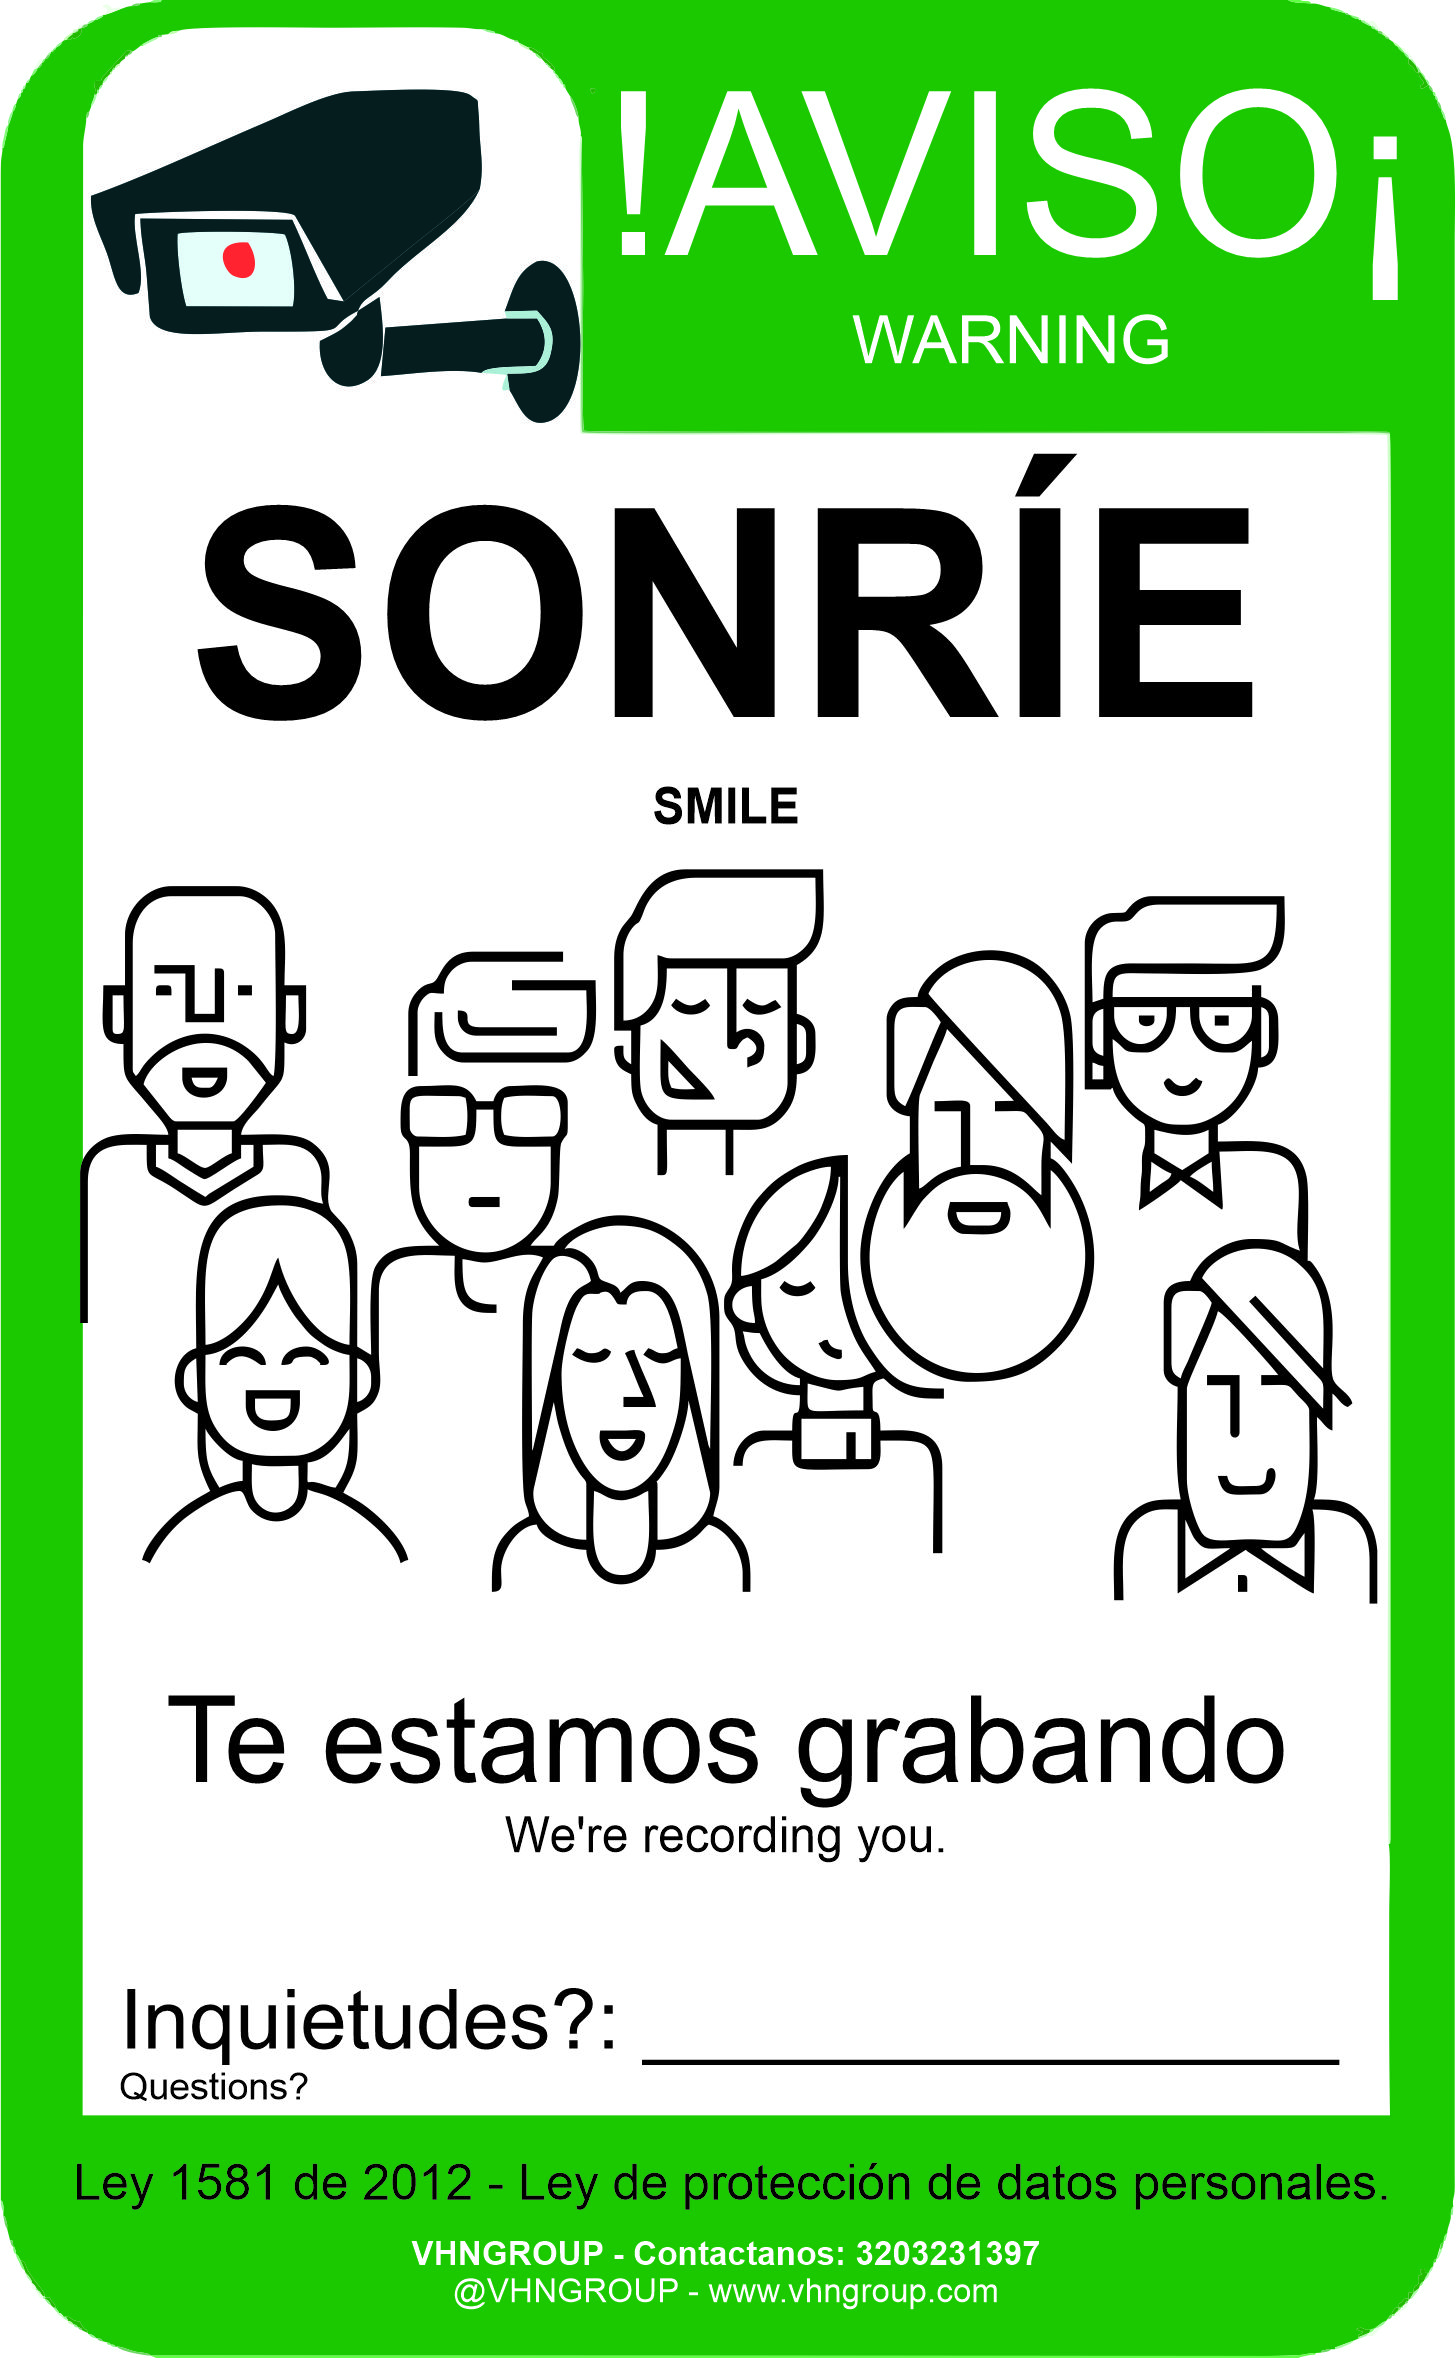 !AVISO¡
WARNING
SONRÍE
SMILE
Te estamos grabando
We're recording you.
Inquietudes?:
Questions?
Ley 1581 de 2012 - Ley de protección de datos personales.
VHNGROUP - Contactanos: 3203231397
@VHNGROUP - www.vhngroup.com